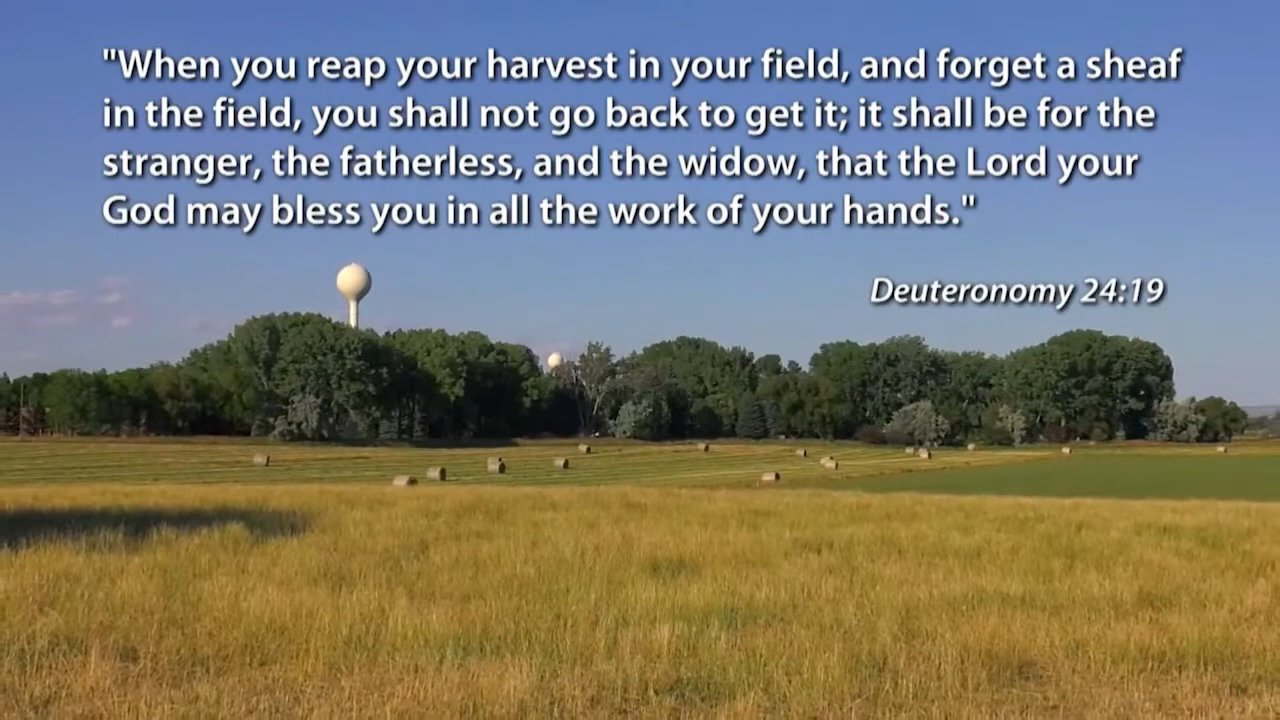 "When you reap your harvest in your field, and forget a sheaf
in the field, you shall not go back to get it; it shall be for the
stranger, the fatherless, and the widow, that the Lord your
God may bless you in all the work of your hands."
Deuteronomy 24:19